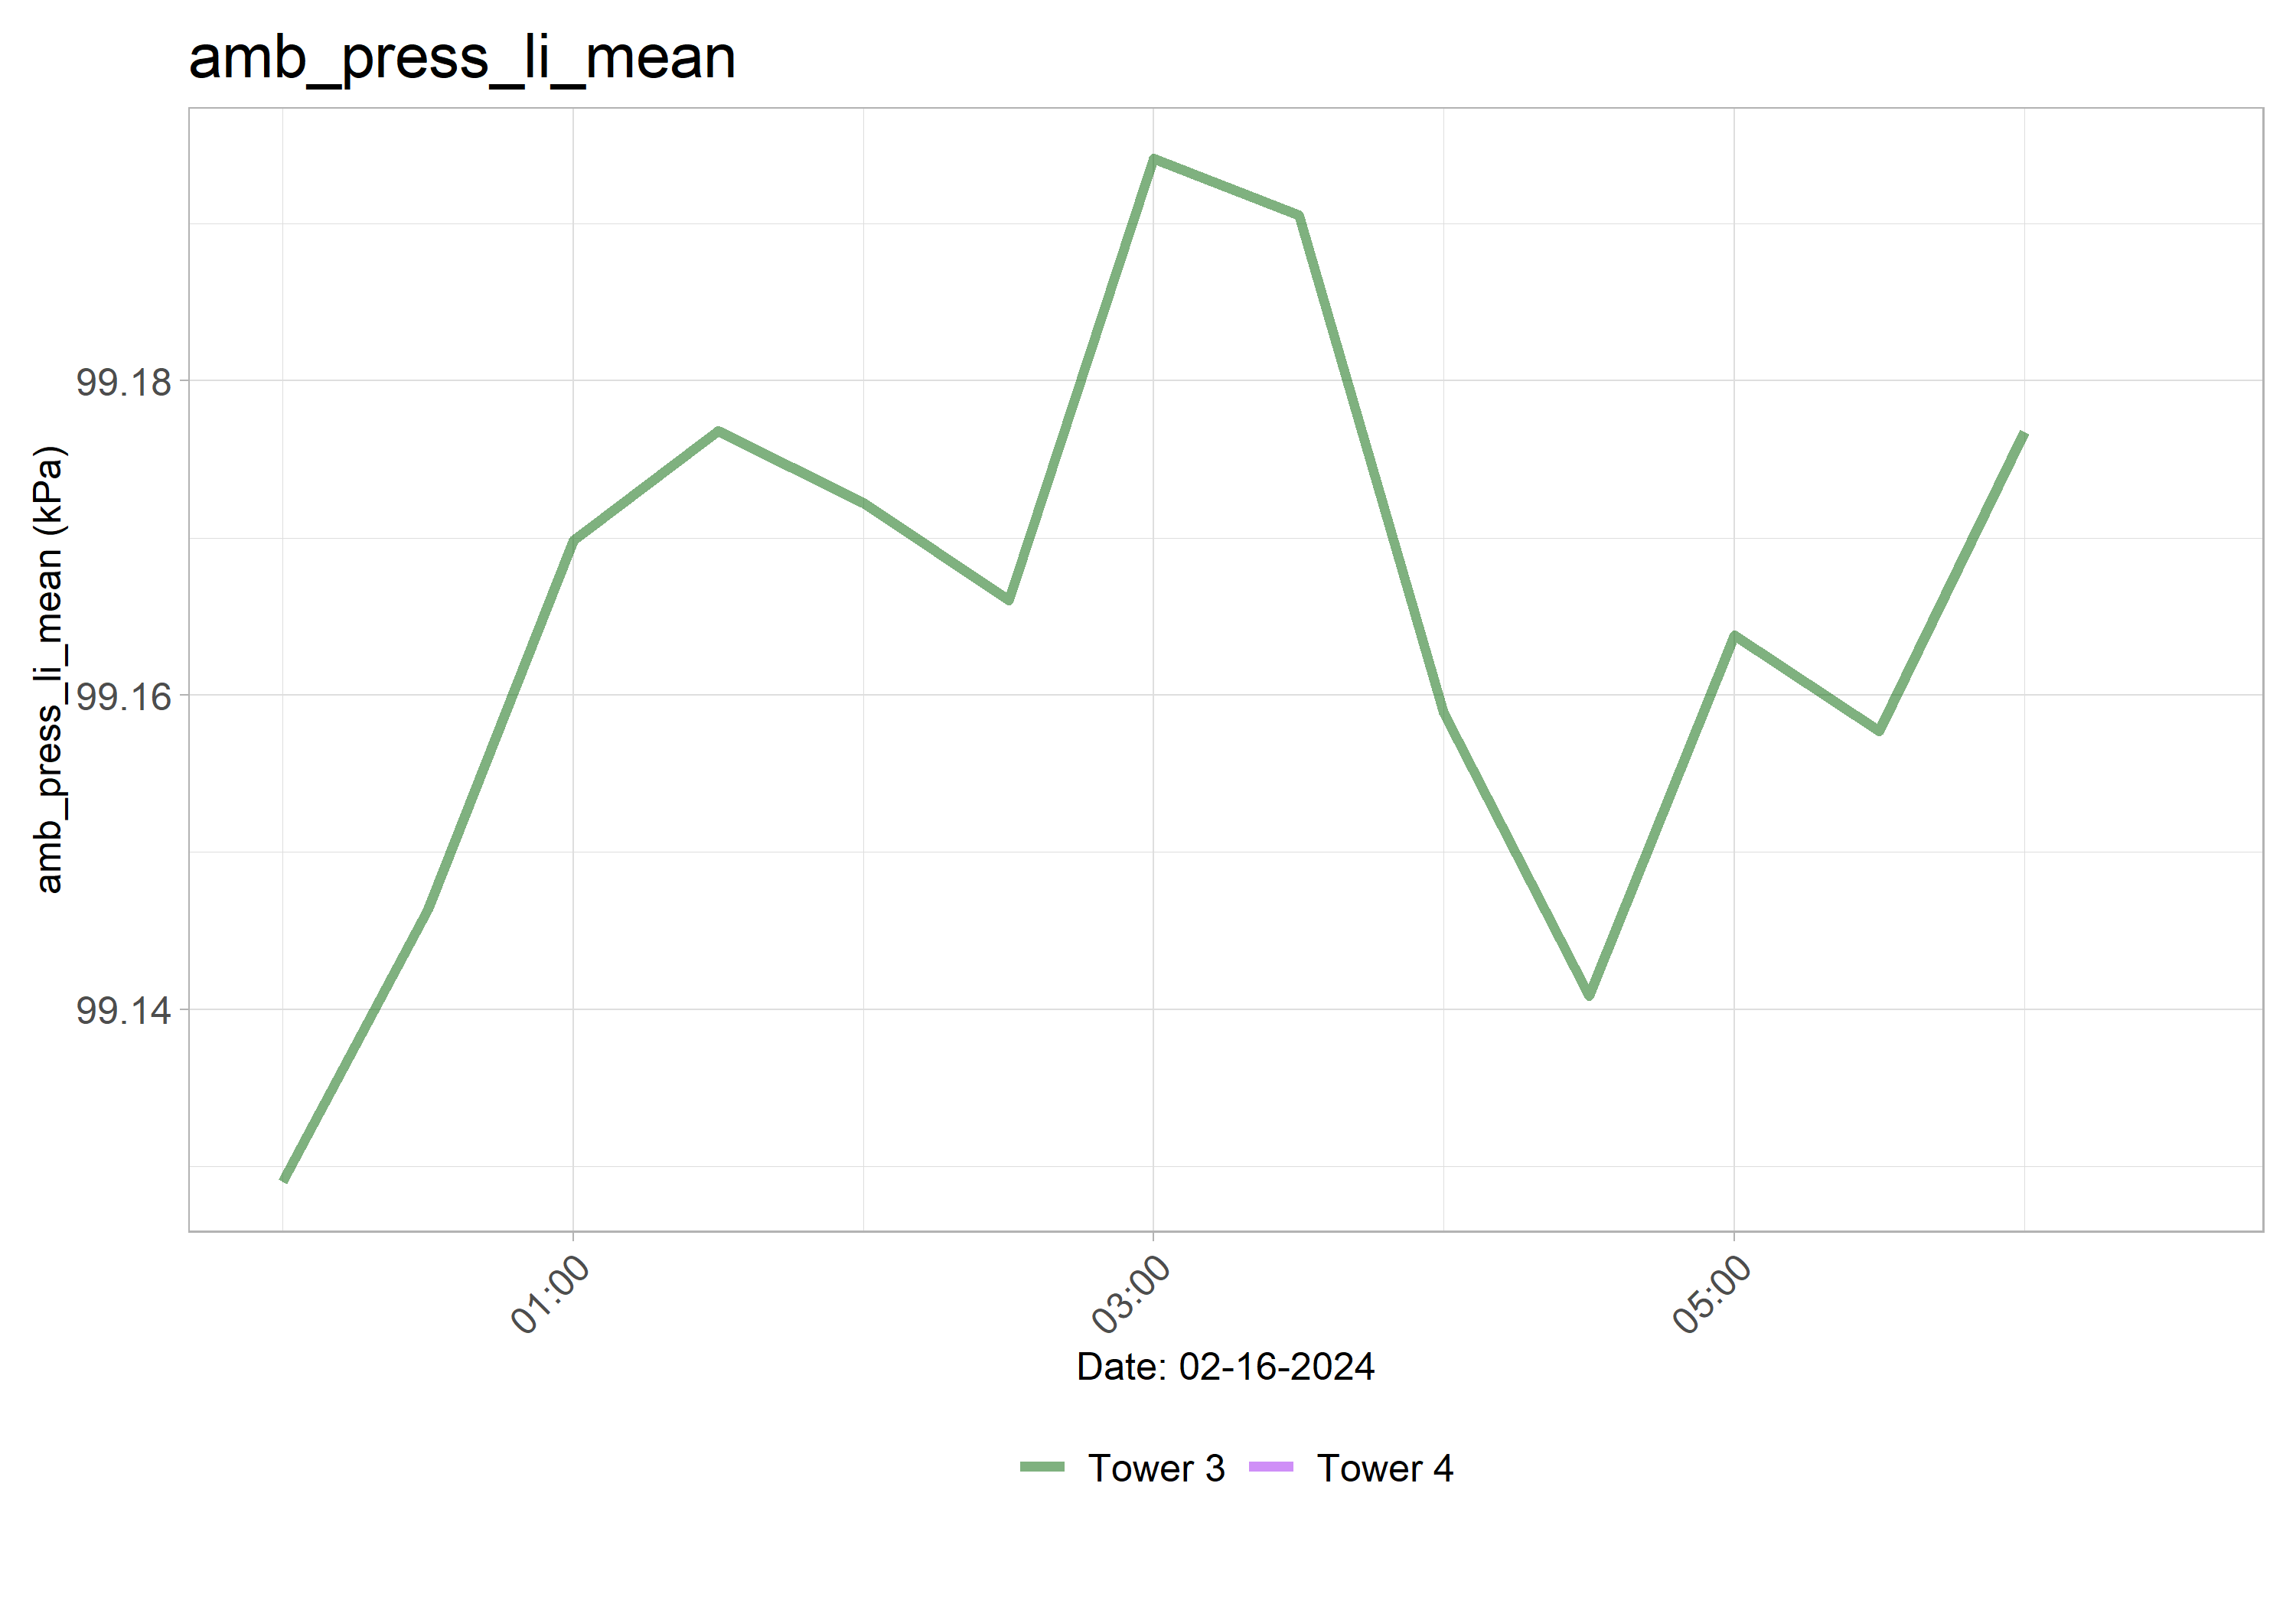 amb_press_li_mean
amb_press_li_mean (kPa)
99.18
99.16
99.14
01:00
03:00
05:00
Date: 02-16-2024
Tower 3
Tower 4